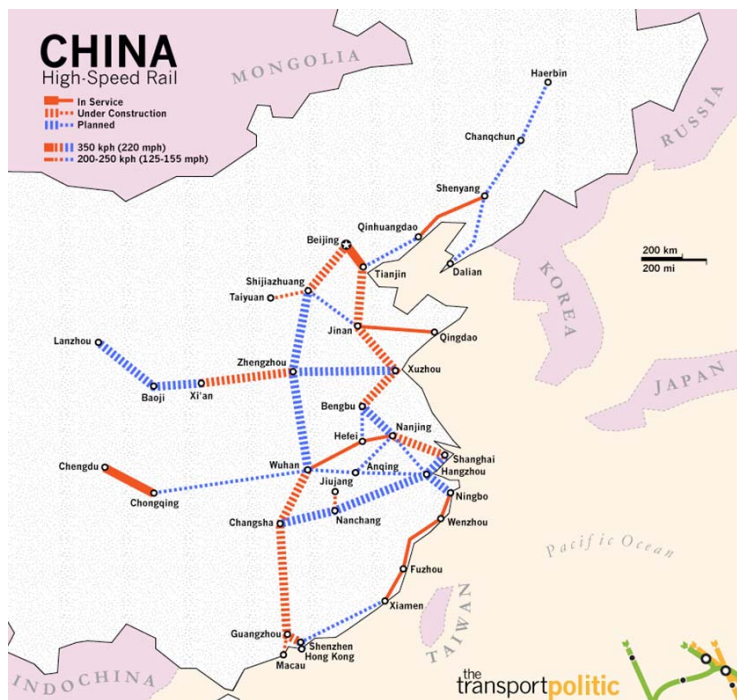 CHINA
High-Speed Rail
In Service
Under Construction
Planned
350 kph (220 mph)
200-250 kph (125-155 mph)
MONGOLIA
RUSSIA
Haerbin
Chanqchun
Shenyang
Qinhuangdao
Beijing
Tianjin
Dalian
200 km
200 mi
KOREA
Shijiazhuang
Taiyuan
Jinan
Qingdao
Lanzhou
Zhengzhou
Xuzhou
JAPAN
Baoji
Xi'an
Bengbu
Nanjing
Hefei
Shanghai
Chengdu
Wuhan
Anqing
Hangzhou
Chongqing
Jiujang
Ningbo
Changsha
Nanchang
Wenzhou
Pacific Ocean
Fuzhou
Xiamen
TAIWAN
Guangzhou
Shenzhen
Hong Kong
Macau
INDOCHINA
the
transportpolitic